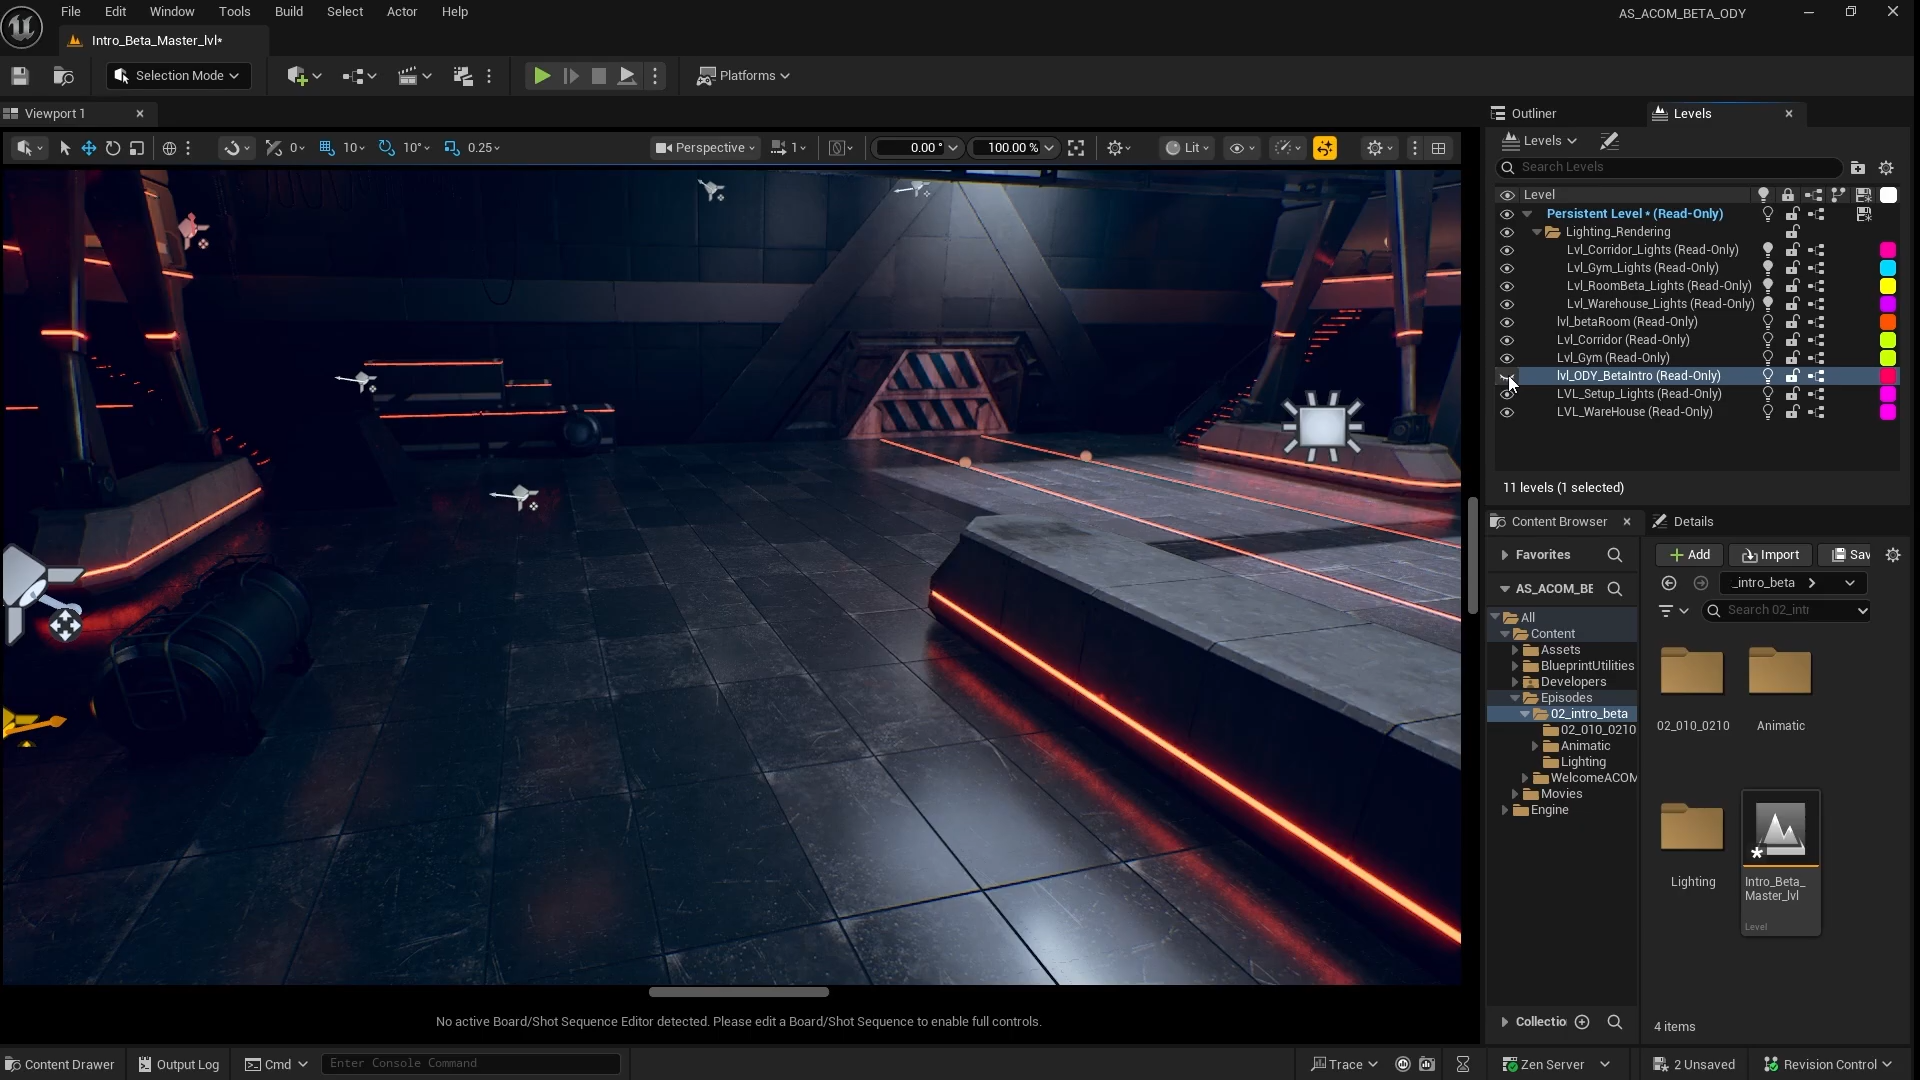 File Edit Window Tools Build Select Actor Help
AS_ACOM_BETA_ODY
Intro_Beta_Master_lvl*
Selection Mode
Platforms
Viewport 1
Outliner
Levels
0
10
10°
0.25
Perspective
1
0.00 °
100.00 %
Lit
Levels
Search Levels
Level
Persistent Level * (Read-Only)
Lighting_Rendering
Lvl_Corridor_Lights (Read-Only)
Lvl_Gym_Lights (Read-Only)
Lvl_RoomBeta_Lights (Read-Only)
Lvl_Warehouse_Lights (Read-Only)
lvl_betaRoom (Read-Only)
Lvl_Corridor (Read-Only)
Lvl_Gym (Read-Only)
lvl_ODY_BetaIntro (Read-Only)
LVL_Setup_Lights (Read-Only)
LVL_WareHouse (Read-Only)
11 levels (1 selected)
Content Browser
Details
Favorites
Add
Import
Sav
AS_ACOM_BE
_intro_beta
Search 02_intr
All
Content
Assets
BlueprintUtilities
Developers
Episodes
02_intro_beta
02_010_0210
Animatic
Lighting
WelcomeACOM
Movies
Engine
02_010_0210
Animatic
Lighting
Intro_Beta_
Master_lvl
Level
Collectio
4 items
No active Board/Shot Sequence Editor detected. Please edit a Board/Shot Sequence to enable full controls.
Content Drawer
Output Log
Cmd
Enter Console Command
Trace
Zen Server
2 Unsaved
Revision Control